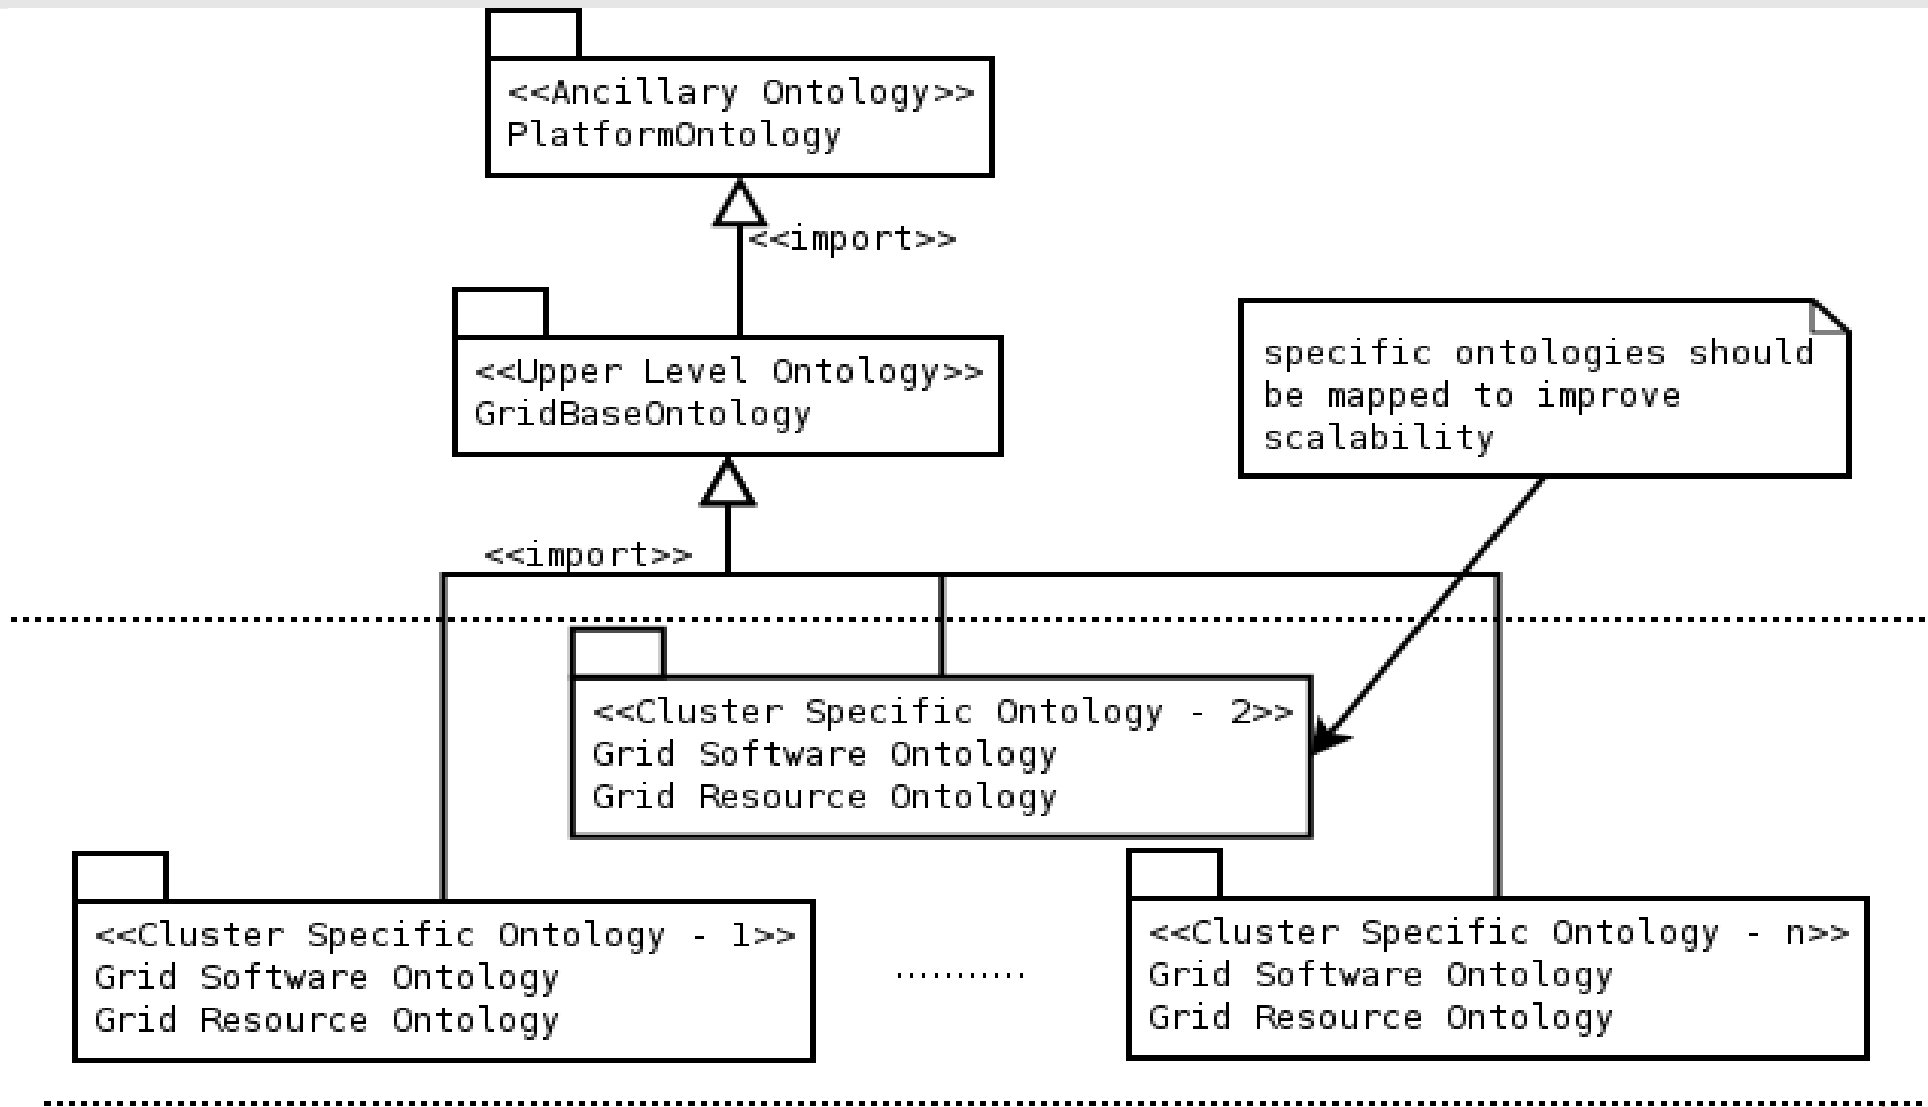 <<Ancillary Ontology>>
PlatformOntology
<<import>>
<<Upper Level Ontology>>
GridBaseOntology
specific ontologies should
be mapped to improve
scalability
<<import>>
<<Cluster Specific Ontology - 2>>
Grid Software Ontology
Grid Resource Ontology
<<Cluster Specific Ontology - 1>>
Grid Software Ontology
Grid Resource Ontology
...........
<<Cluster Specific Ontology - n>>
Grid Software Ontology
Grid Resource Ontology